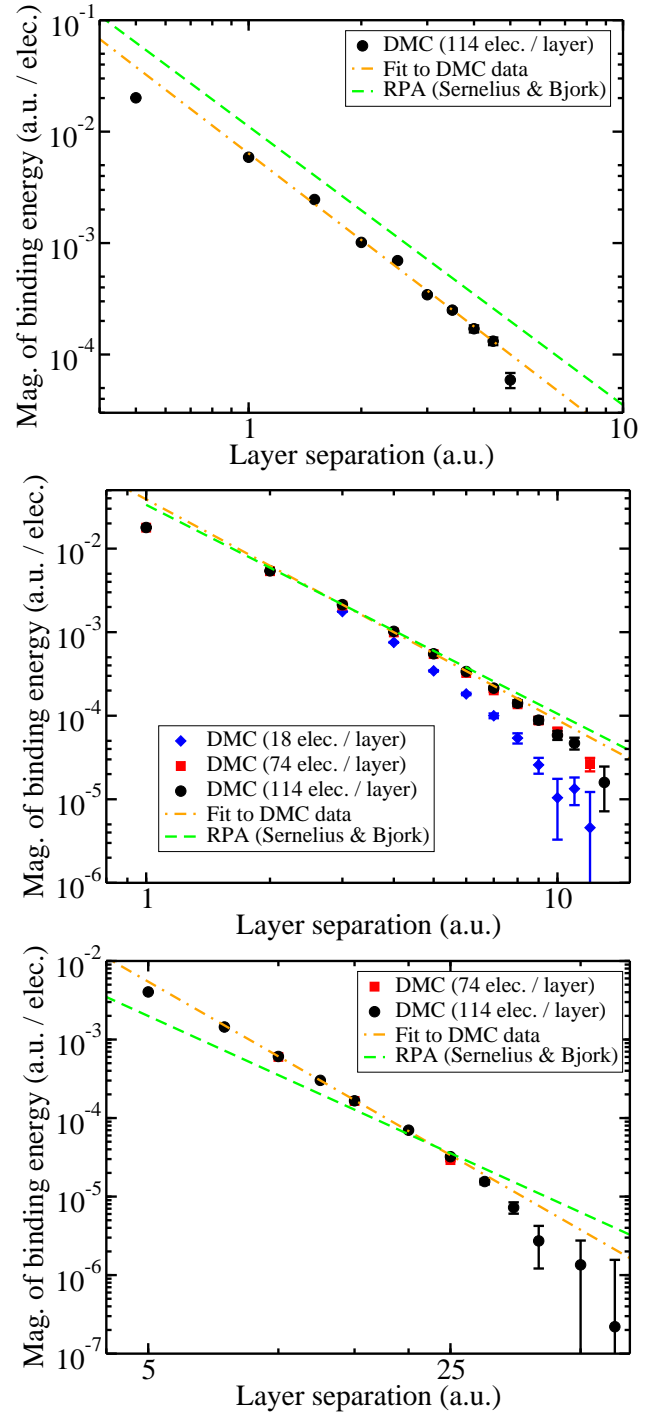 10^-1
10^-2
10^-3
10^-4
Mag. of binding energy (a.u. / elec.)
DMC (114 elec. / layer)
Fit to DMC data
RPA (Sernelius & Bjork)
1 10
Layer separation (a.u.)
10^-2
10^-3
10^-4
10^-5
10^-6
Mag. of binding energy (a.u. / elec.)
DMC (18 elec. / layer)
DMC (74 elec. / layer)
DMC (114 elec. / layer)
Fit to DMC data
RPA (Sernelius & Bjork)
1 10
Layer separation (a.u.)
10^-2
10^-3
10^-4
10^-5
10^-6
10^-7
Mag. of binding energy (a.u. / elec.)
DMC (74 elec. / layer)
DMC (114 elec. / layer)
Fit to DMC data
RPA (Sernelius & Bjork)
5 25
Layer separation (a.u.)